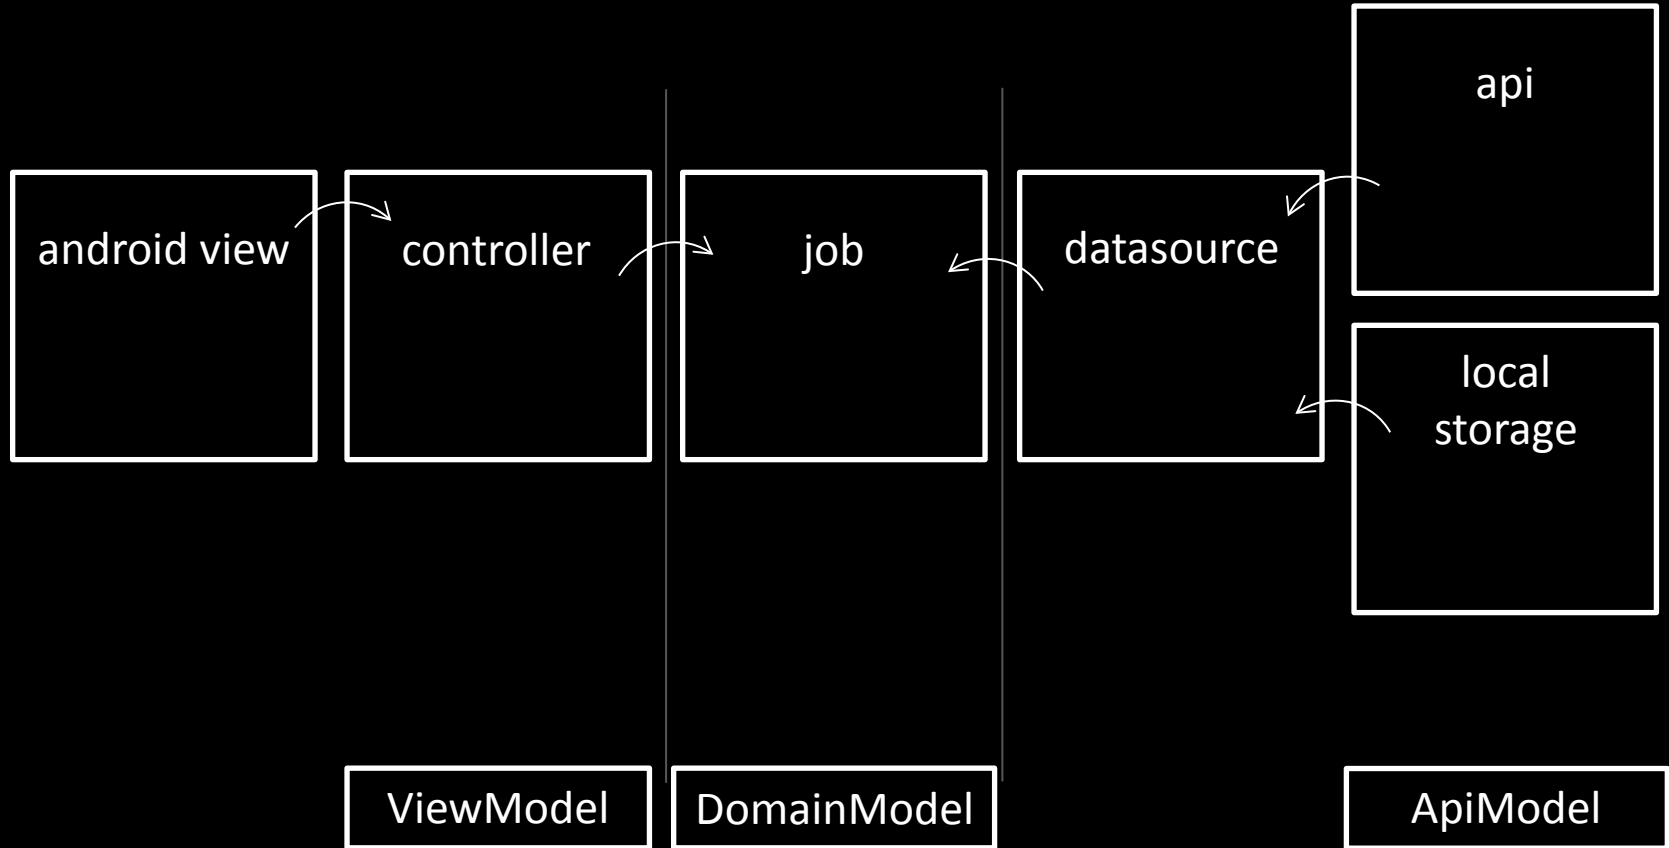 api
android view
controller
job
datasource
local
storage
ViewModel
DomainModel
ApiModel